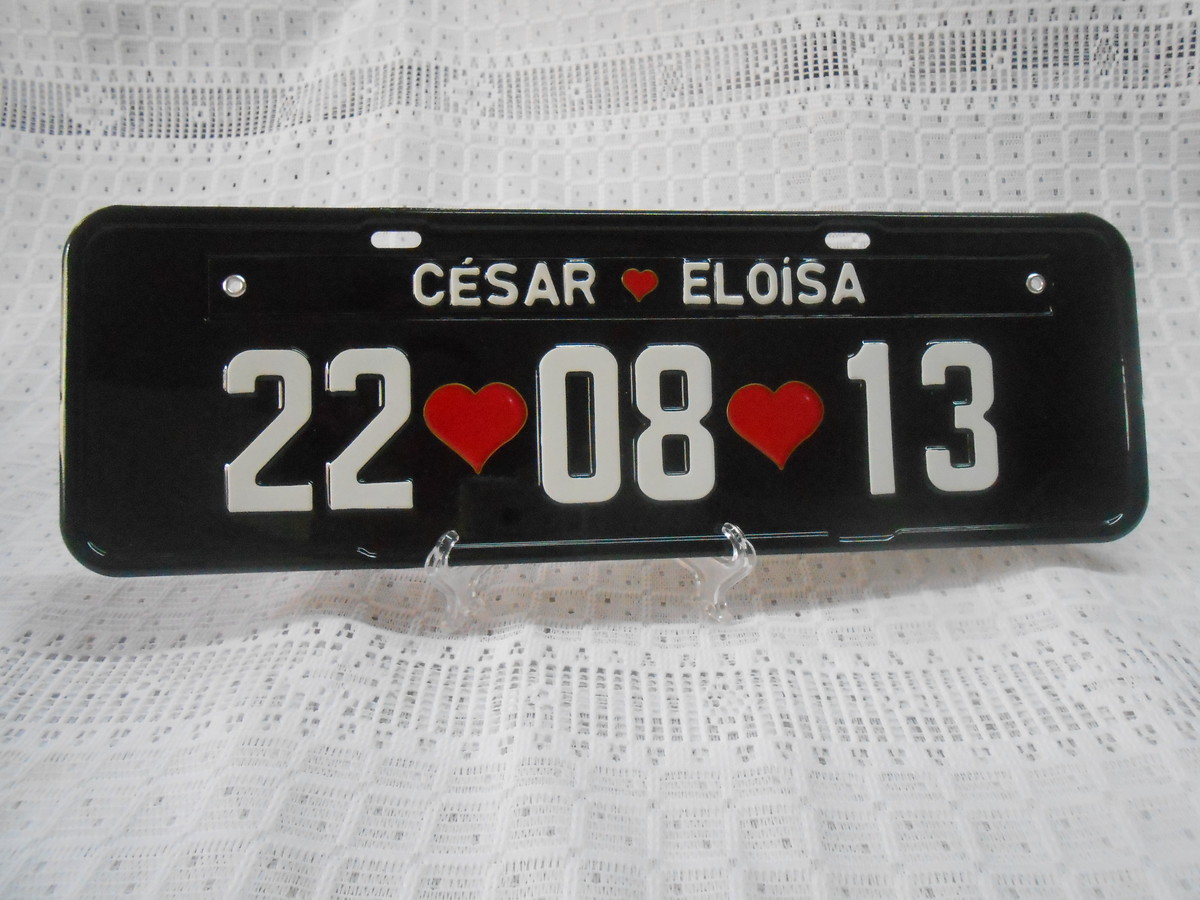 CÉSAR ❤ ELOÍSA
22 ❤ 08 ❤ 13